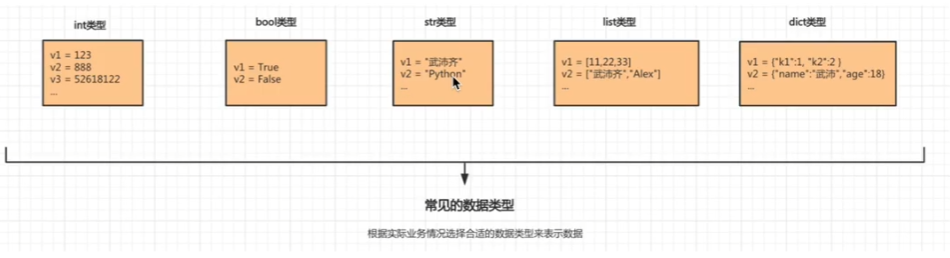 int类型
v1 = 123
v2 = 888
v3 = 52618122
...
bool类型
v1 = True
v2 = False
str类型
v1 = "武沛齐"
v2 = "Python"
...
list类型
v1 = [11,22,33]
v2 = ["武沛齐","Alex"]
...
dict类型
v1 = {"k1":1, "k2":2 }
v2 = {"name":"武沛","age":18}
...
常见的数据类型
根据实际业务情况选择合适的数据类型来表示数据